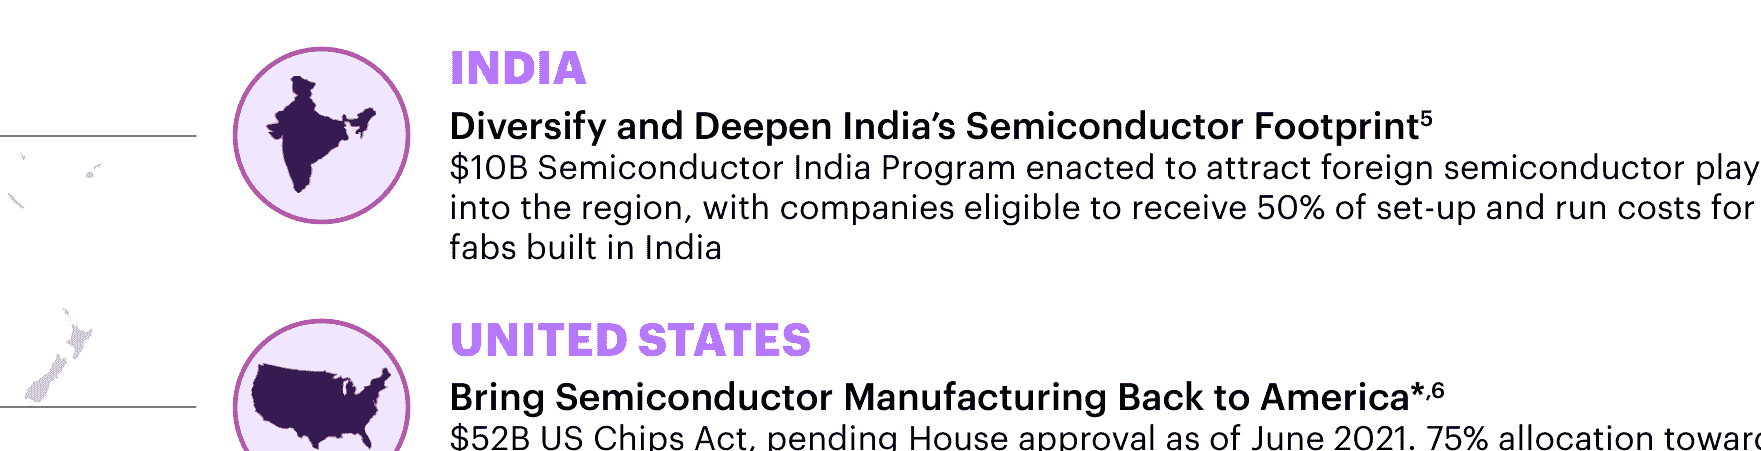 INDIA
Diversify and Deepen India’s Semiconductor Footprint⁵
$10B Semiconductor India Program enacted to attract foreign semiconductor play
into the region, with companies eligible to receive 50% of set-up and run costs for
fabs built in India
UNITED STATES
Bring Semiconductor Manufacturing Back to America*,⁶
$52B US Chips Act, pending House approval as of June 2021. 75% allocation